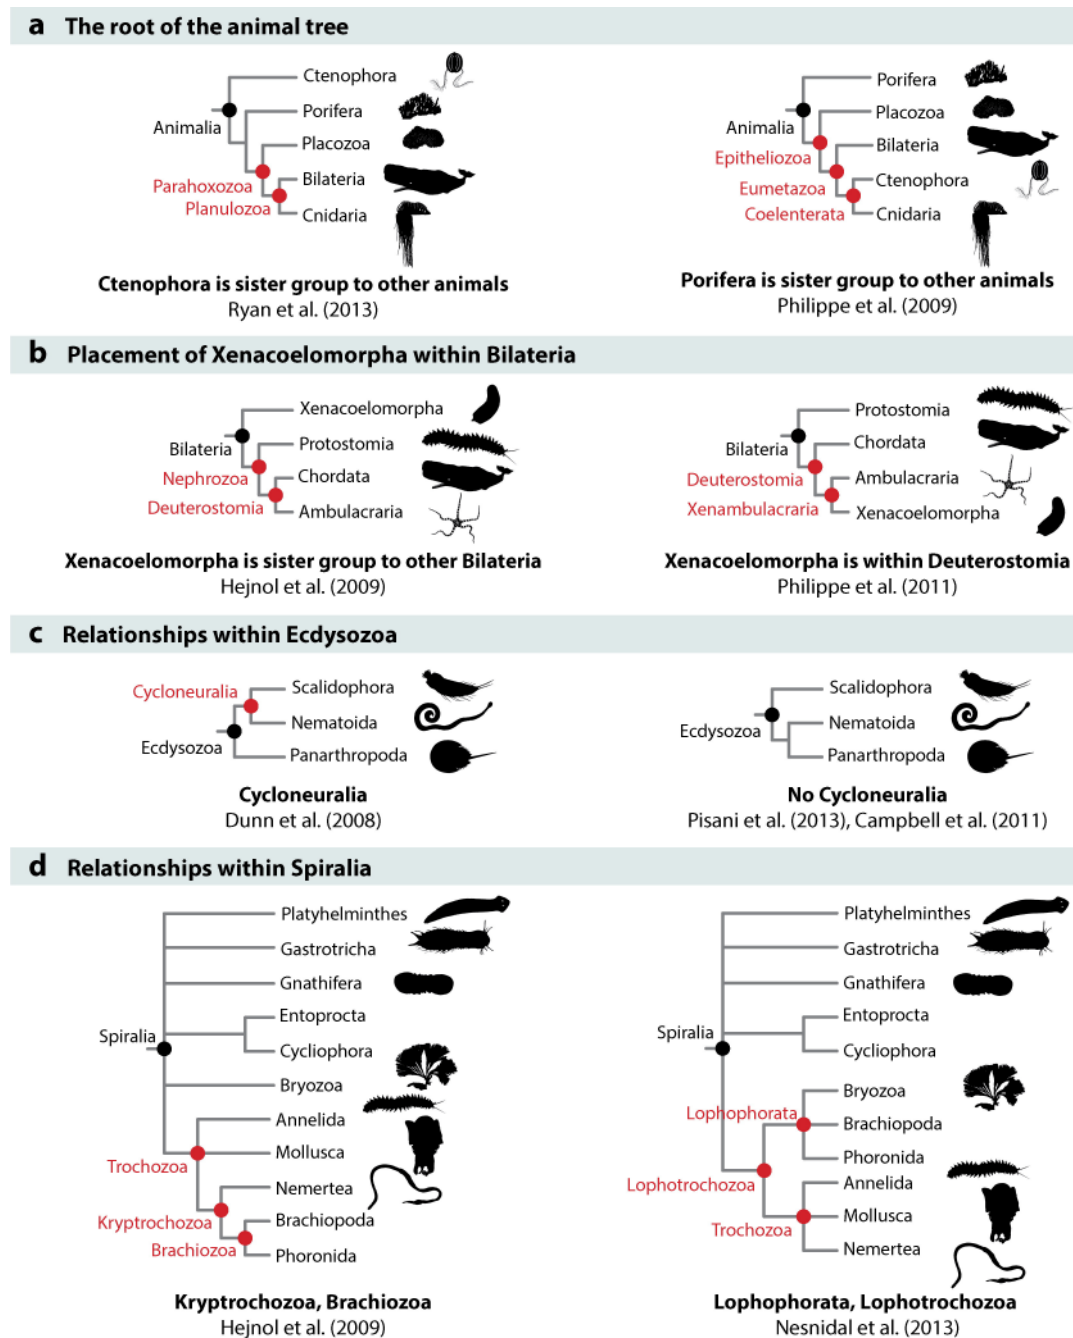 a The root of the animal tree
Ctenophora
Porifera
Animalia
Placozoa
Bilateria
Parahoxozoa
Planulozoa
Cnidaria
Ctenophora is sister group to other animals
Ryan et al. (2013)
Porifera
Placozoa
Animalia
Bilateria
Epitheliozoa
Ctenophora
Eumetazoa
Coelenterata
Cnidaria
Porifera is sister group to other animals
Philippe et al. (2009)
b Placement of Xenacoelomorpha within Bilateria
Xenacoelomorpha
Protostomia
Bilateria
Chordata
Nephrozoa
Deuterostomia
Ambulacraria
Xenacoelomorpha is sister group to other Bilateria
Hejnol et al. (2009)
Protostomia
Chordata
Bilateria
Ambulacraria
Deuterostomia
Xenambulacraria
Xenacoelomorpha
Xenacoelomorpha is within Deuterostomia
Philippe et al. (2011)
c Relationships within Ecdysozoa
Cycloneuralia
Scalidophora
Nematoida
Ecdysozoa
Panarthropoda
Cycloneuralia
Dunn et al. (2008)
Scalidophora
Nematoida
Ecdysozoa
Panarthropoda
No Cycloneuralia
Pisani et al. (2013), Campbell et al. (2011)
d Relationships within Spiralia
Platyhelminthes
Gastrotricha
Gnathifera
Entoprocta
Spiralia
Cycliophora
Bryozoa
Annelida
Mollusca
Trochozoa
Nemertea
Kryptrochozoa
Brachiopoda
Brachiozoa
Phoronida
Kryptrochozoa, Brachiozoa
Hejnol et al. (2009)
Platyhelminthes
Gastrotricha
Gnathifera
Entoprocta
Spiralia
Cycliophora
Bryozoa
Lophophorata
Brachiopoda
Phoronida
Lophotrochozoa
Annelida
Mollusca
Trochozoa
Nemertea
Lophophorata, Lophotrochozoa
Nesnidal et al. (2013)